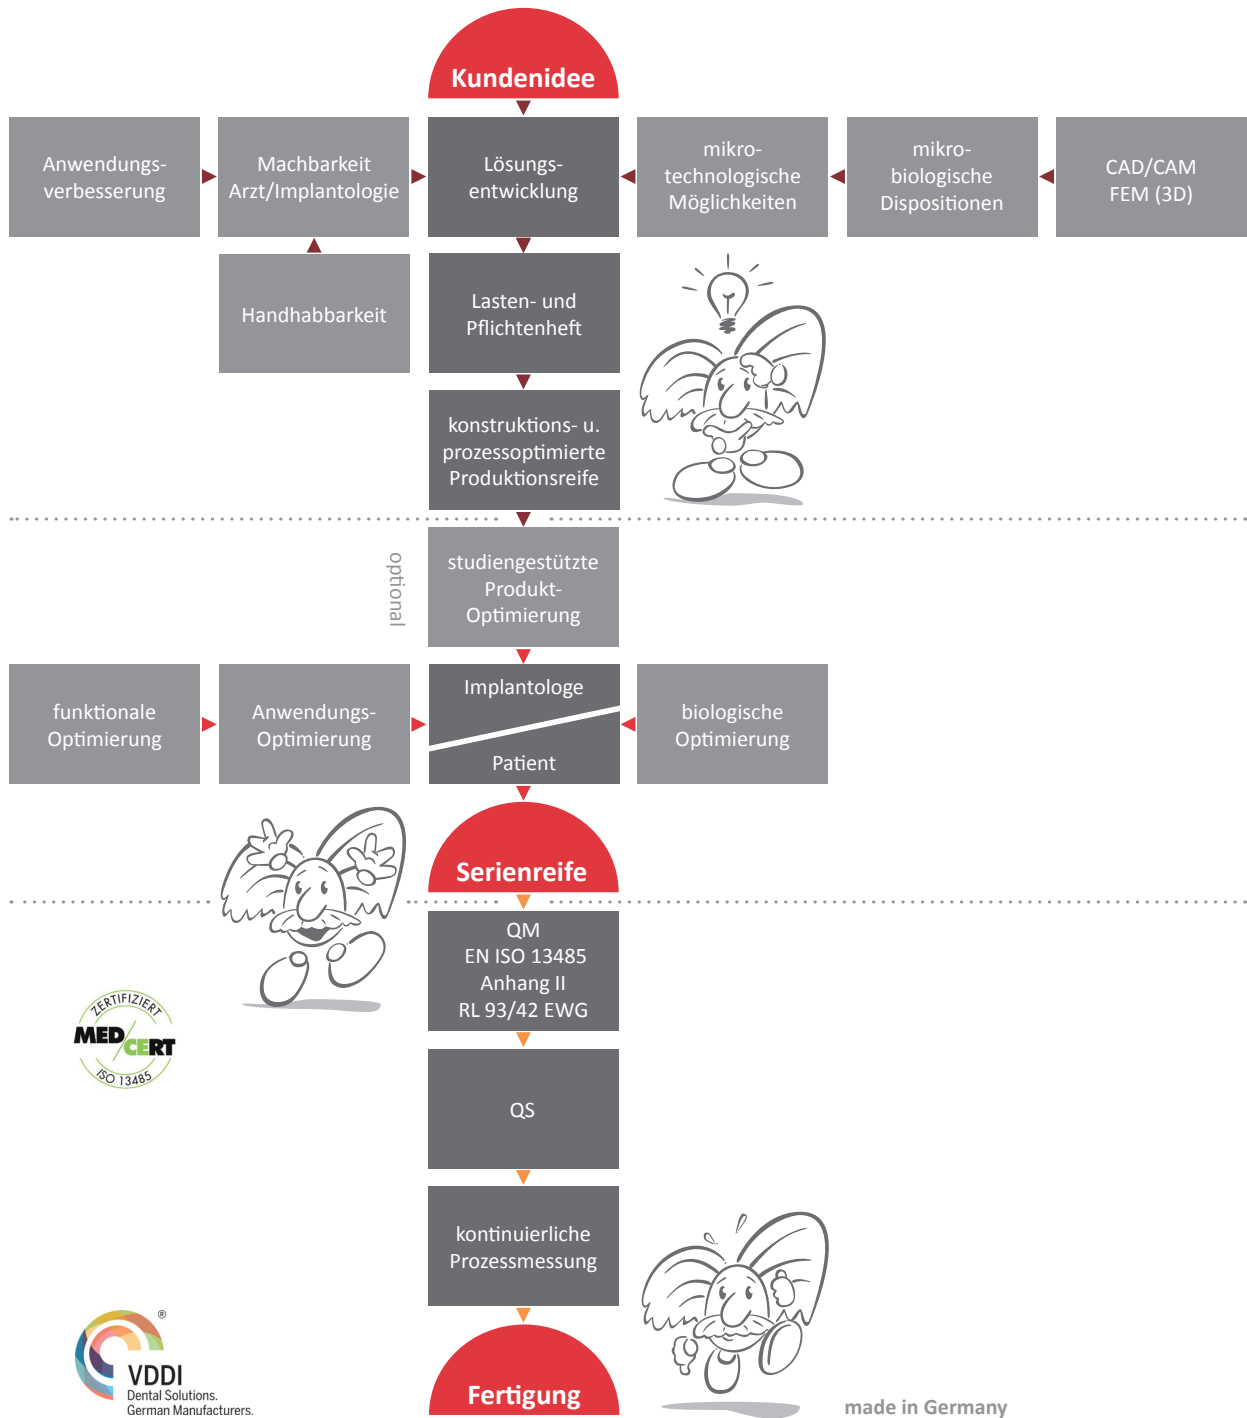 Kundenidee
Anwendungs-
verbesserung
Machbarkeit
Arzt/Implantologie
Lösungs-
entwicklung
mikro-
technologische
Möglichkeiten
mikro-
biologische
Dispositionen
CAD/CAM
FEM (3D)
Handhabbarkeit
Lasten- und
Pflichtenheft
konstruktions- u.
prozessoptimierte
Produktionsreife
optional
studiengestützte
Produkt-
Optimierung
funktionale
Optimierung
Anwendungs-
Optimierung
Implantologe
Patient
biologische
Optimierung
Serienreife
QM
EN ISO 13485
Anhang II
RL 93/42 EWG
ZERTIFIZIERT
MED/CERT
ISO 13485
QS
kontinuierliche
Prozessmessung
®
VDDI
Dental Solutions.
German Manufacturers.
Fertigung
made in Germany